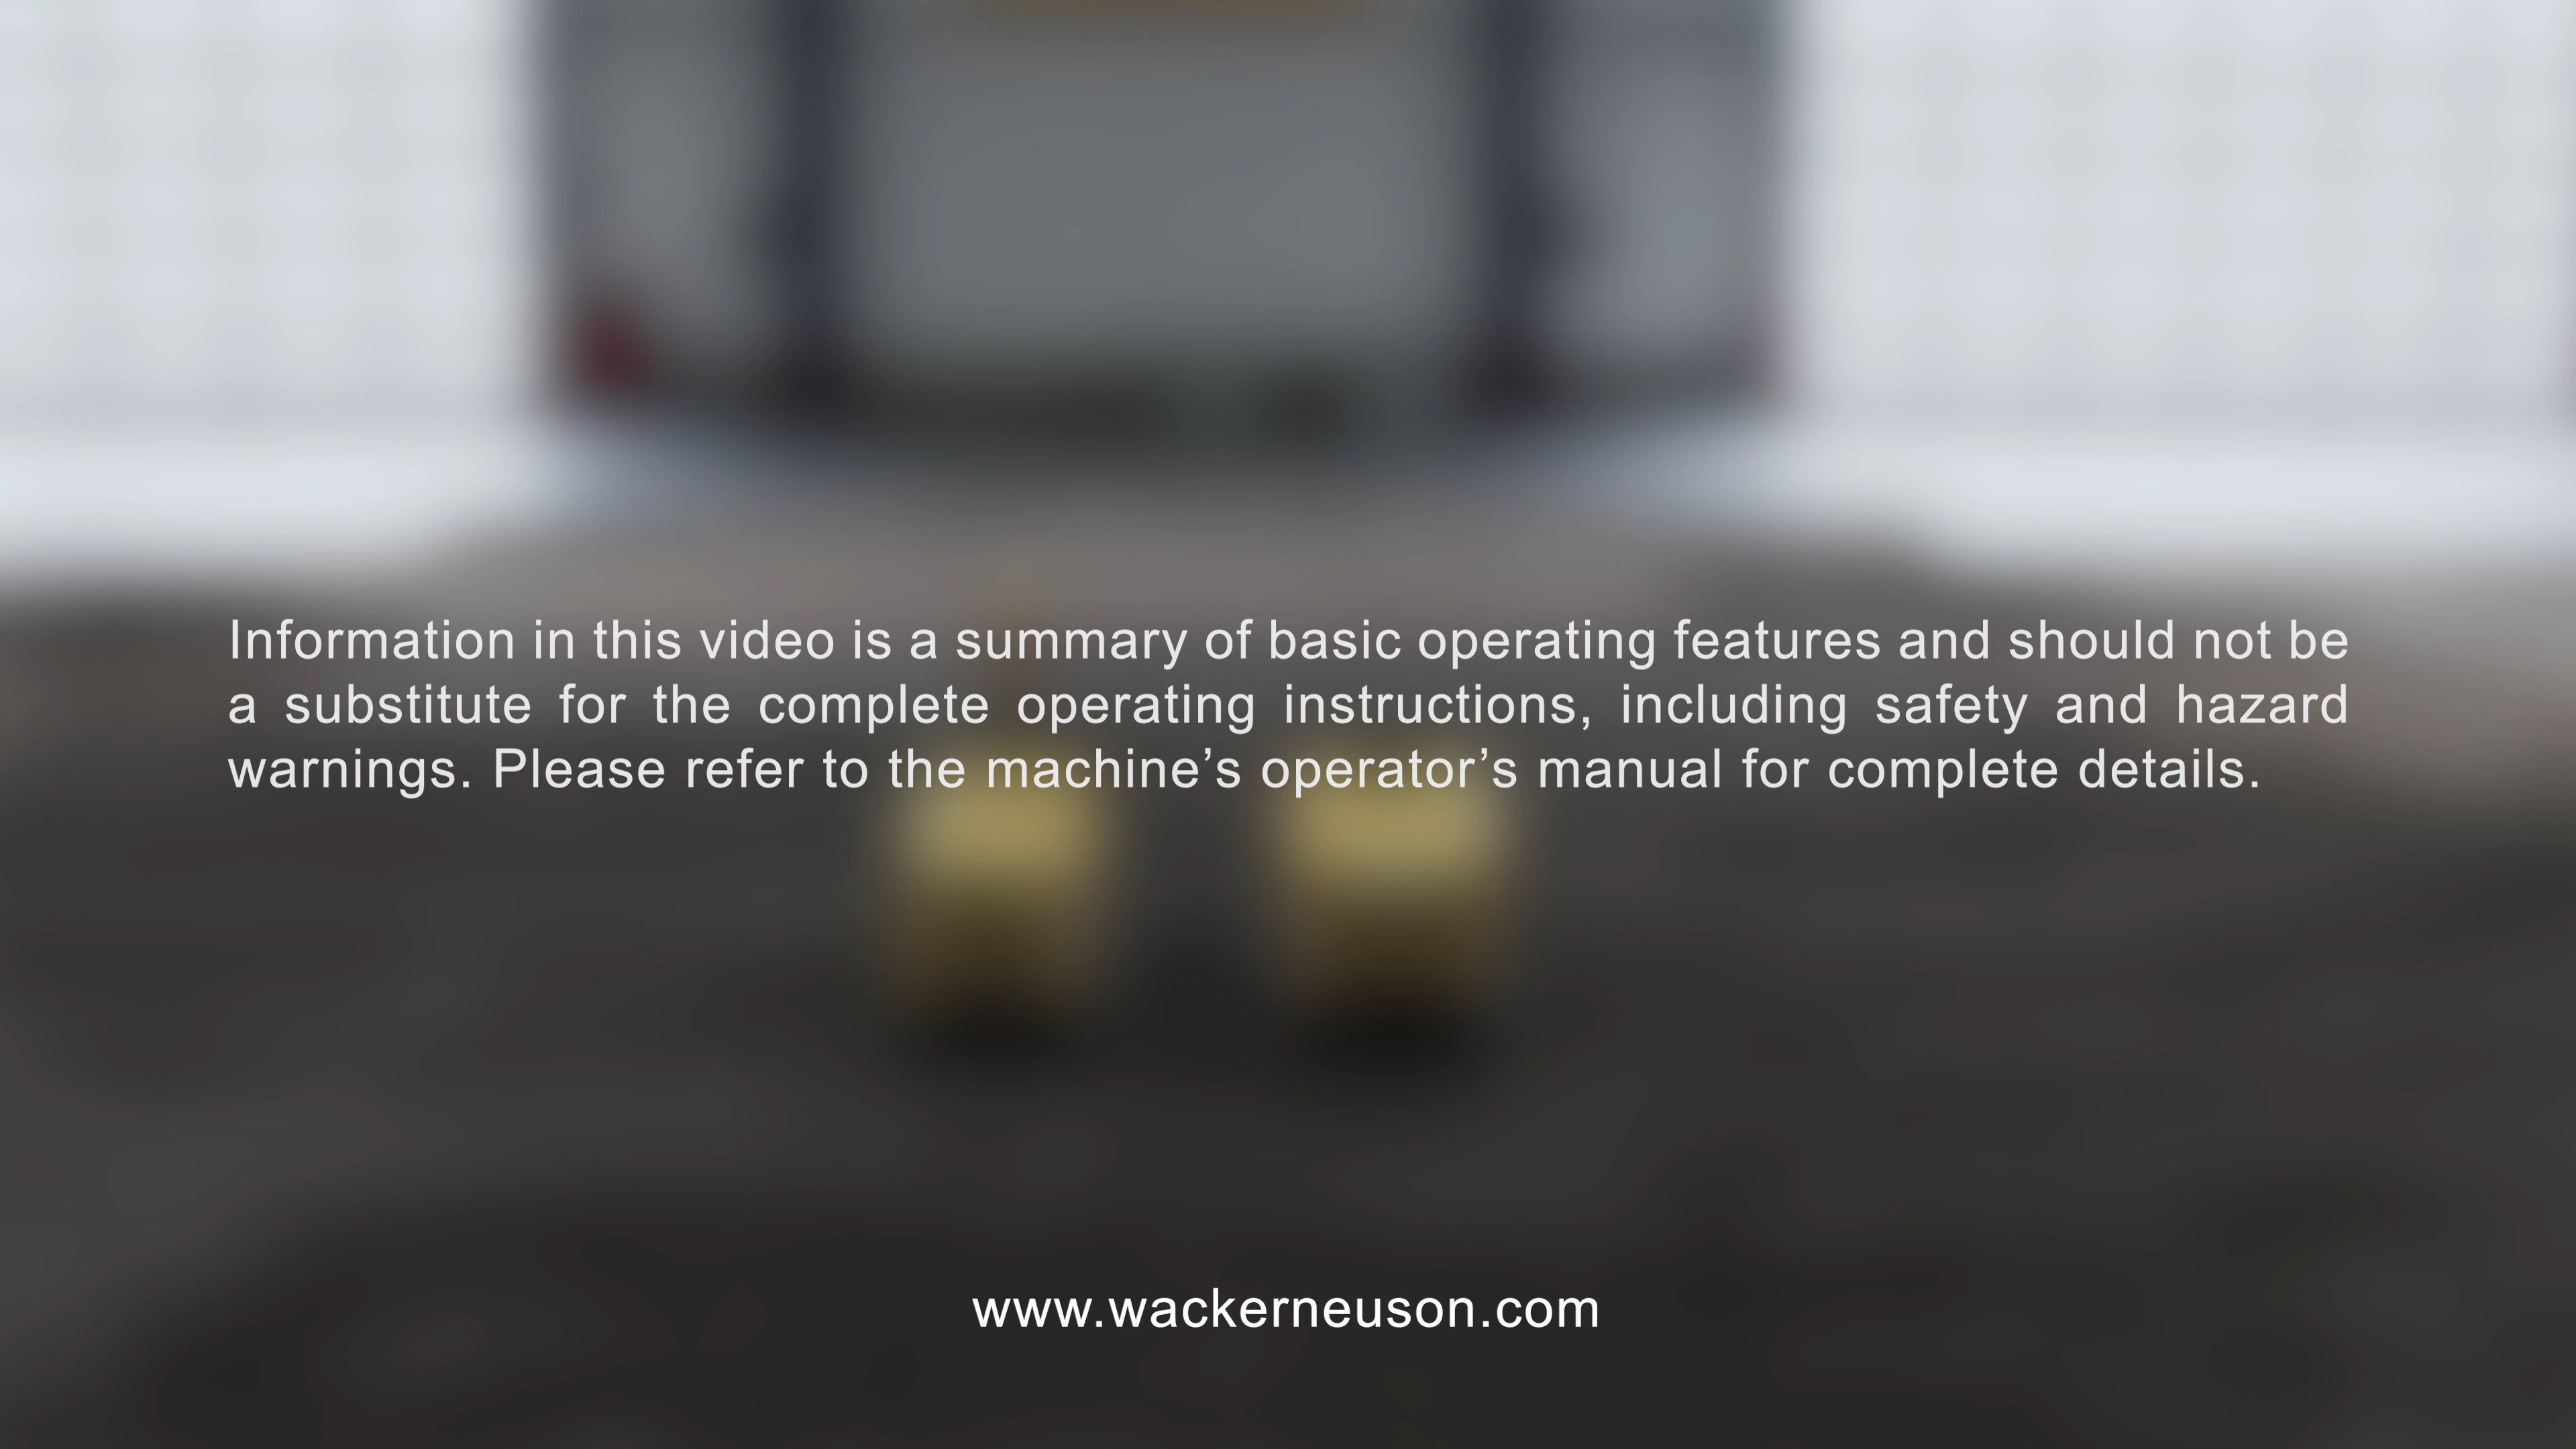 Information in this video is a summary of basic operating features and should not be
a substitute for the complete operating instructions, including safety and hazard
warnings. Please refer to the machine’s operator’s manual for complete details.
www.wackerneuson.com